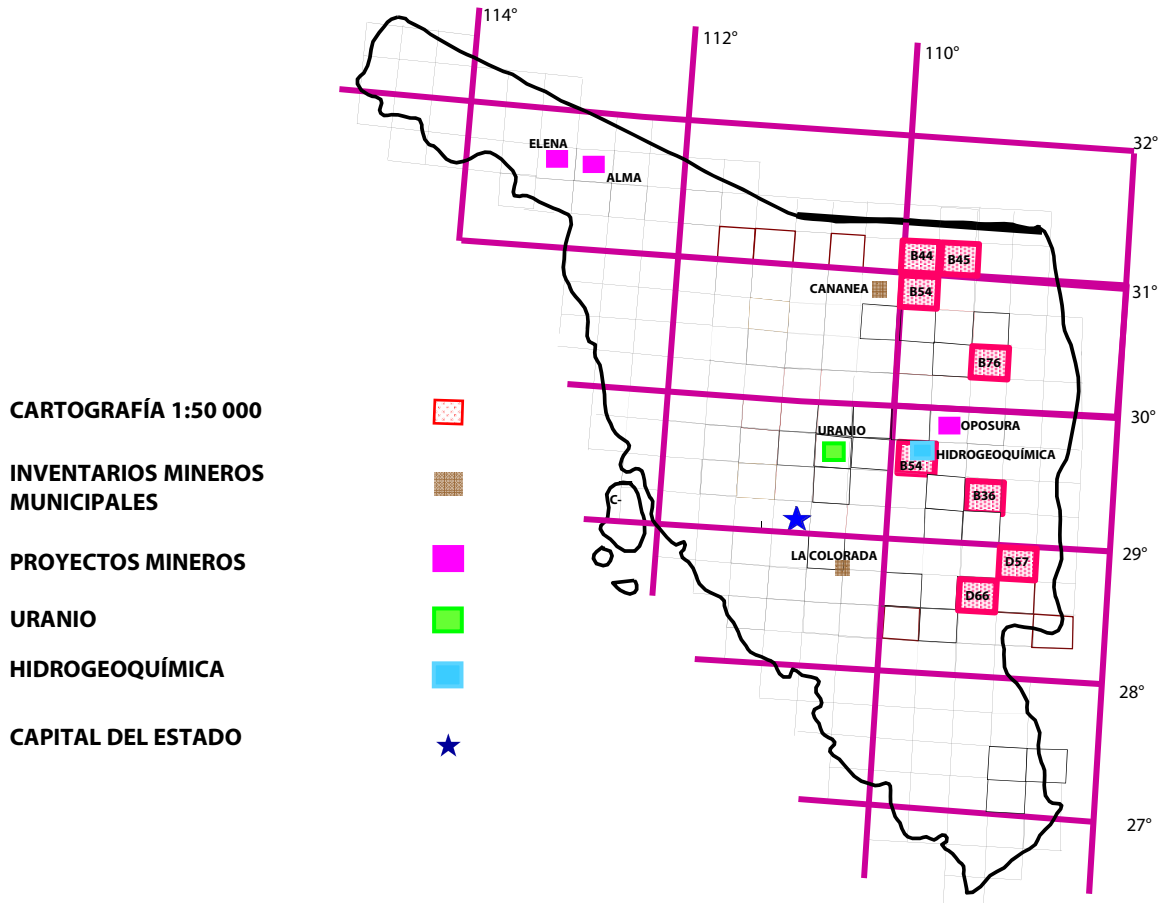 114°
112°
110°
32°
ELENA
ALMA
B44
B45
CANANEA
B54
31°
B76
CARTOGRAFÍA 1:50 000
30°
URANIO
OPOSURA
HIDROGEOQUÍMICA
B54
INVENTARIOS MINEROS
MUNICIPALES
C-
B36
PROYECTOS MINEROS
LA COLORADA
29°
D57
D66
URANIO
HIDROGEOQUÍMICA
28°
CAPITAL DEL ESTADO
27°